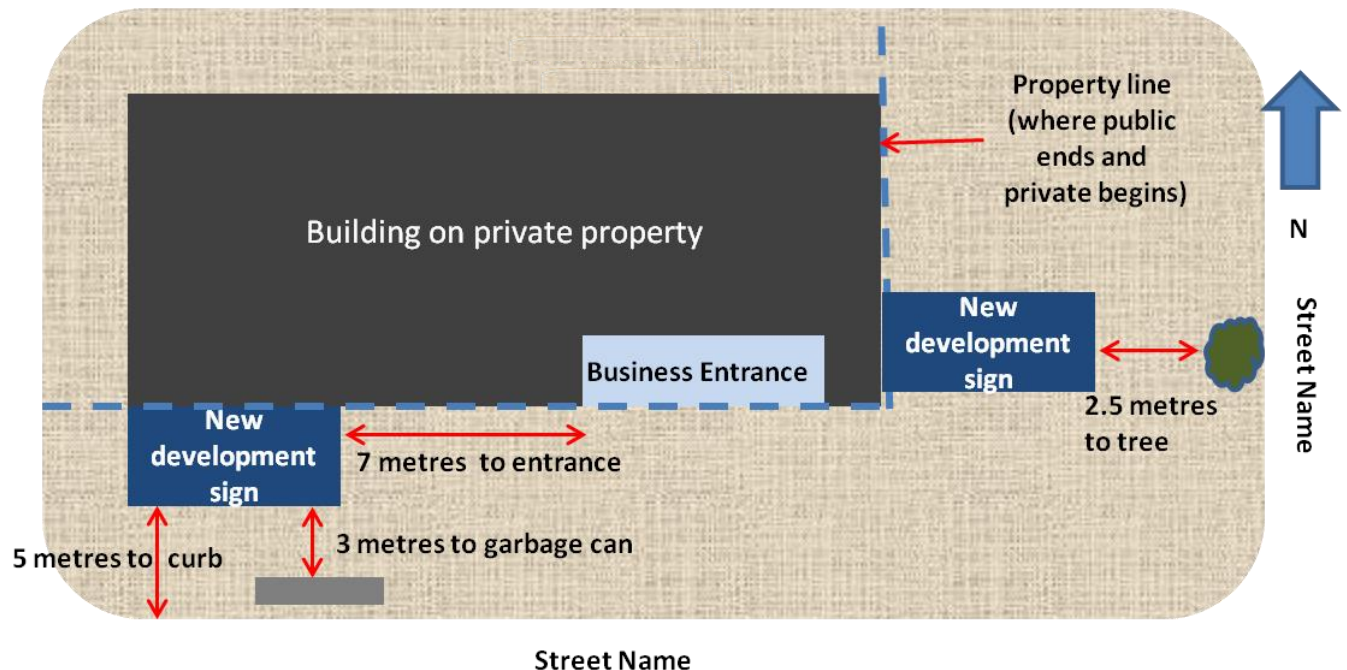 Property line
(where public
ends and
private begins)
N
Building on private property
New
development
sign
Street Name
Business Entrance
2.5 metres
to tree
New
development
sign
7 metres to entrance
3 metres to garbage can
5 metres to curb
Street Name